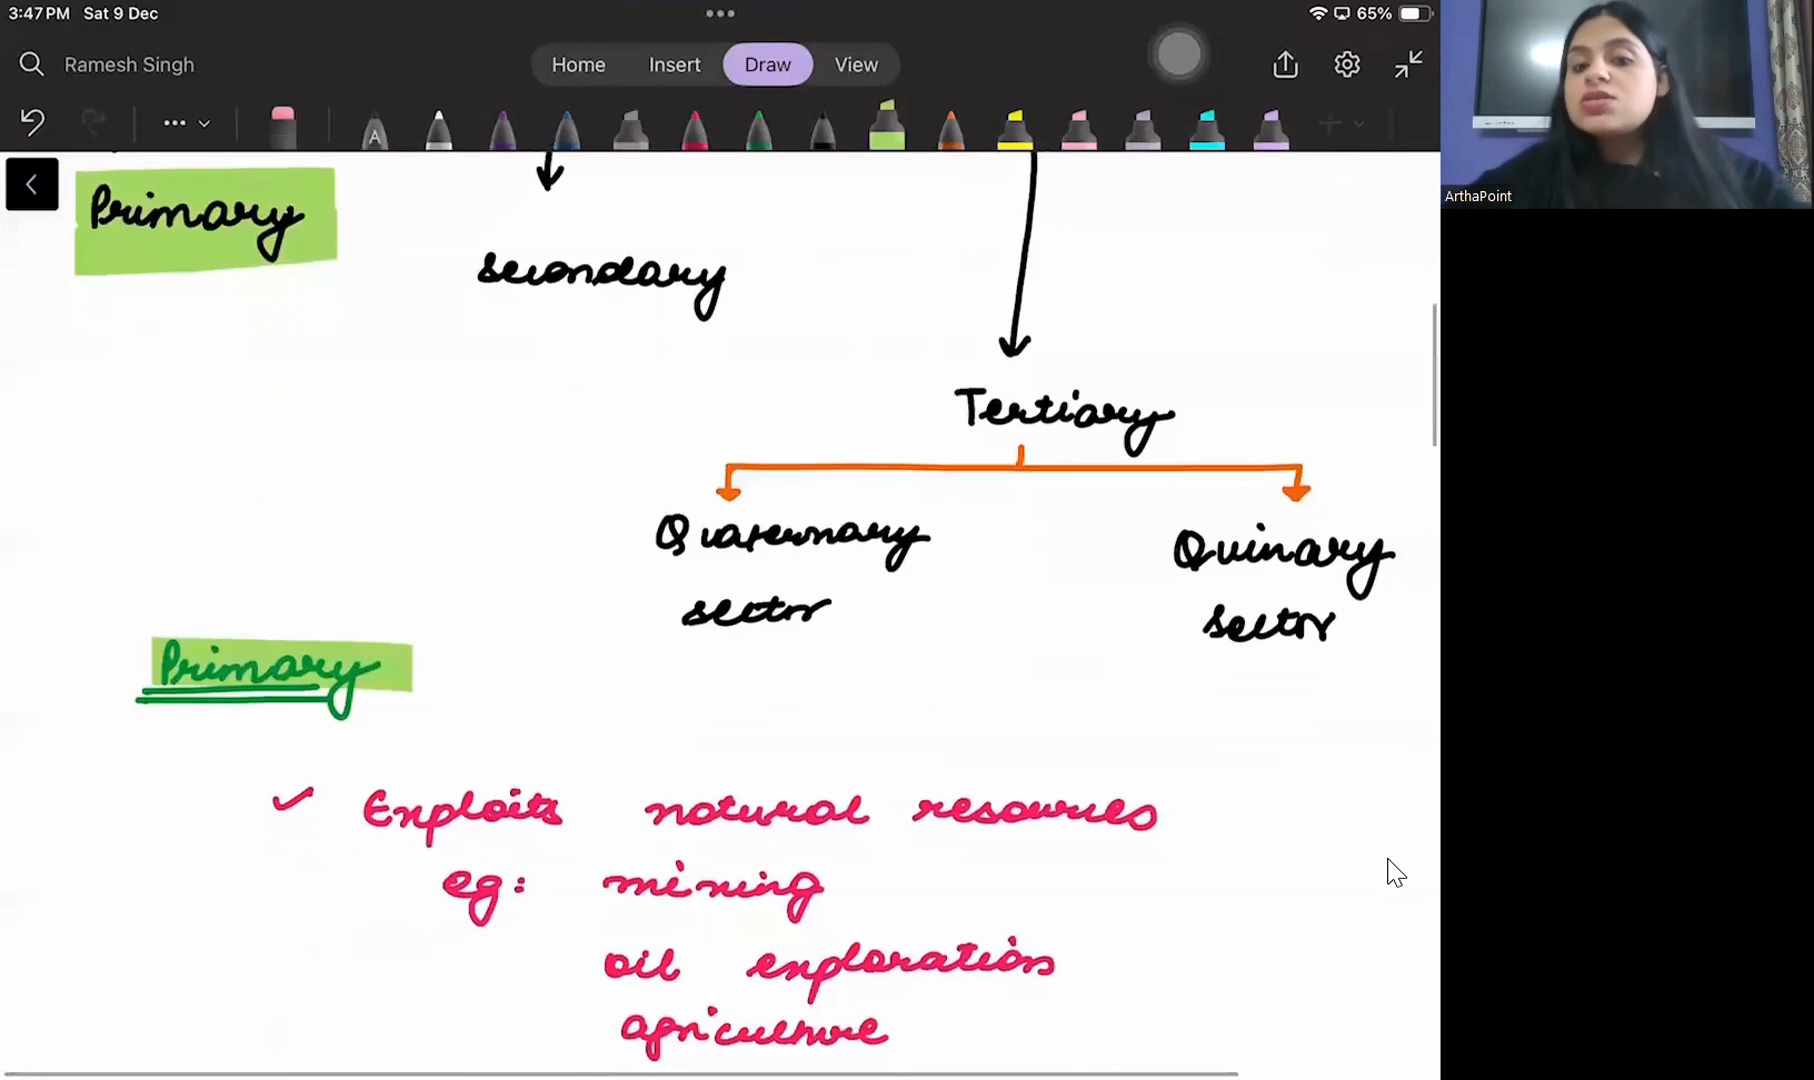 3:47 PM Sat 9 Dec
65%
Ramesh Singh
Home Insert Draw View
A
ArthaPoint
Primary
secondary
Tertiary
Quaternary
sector
Quinary
sector
Primary
✓ Exploits natural resources
eg: mining
oil exploration
agriculture